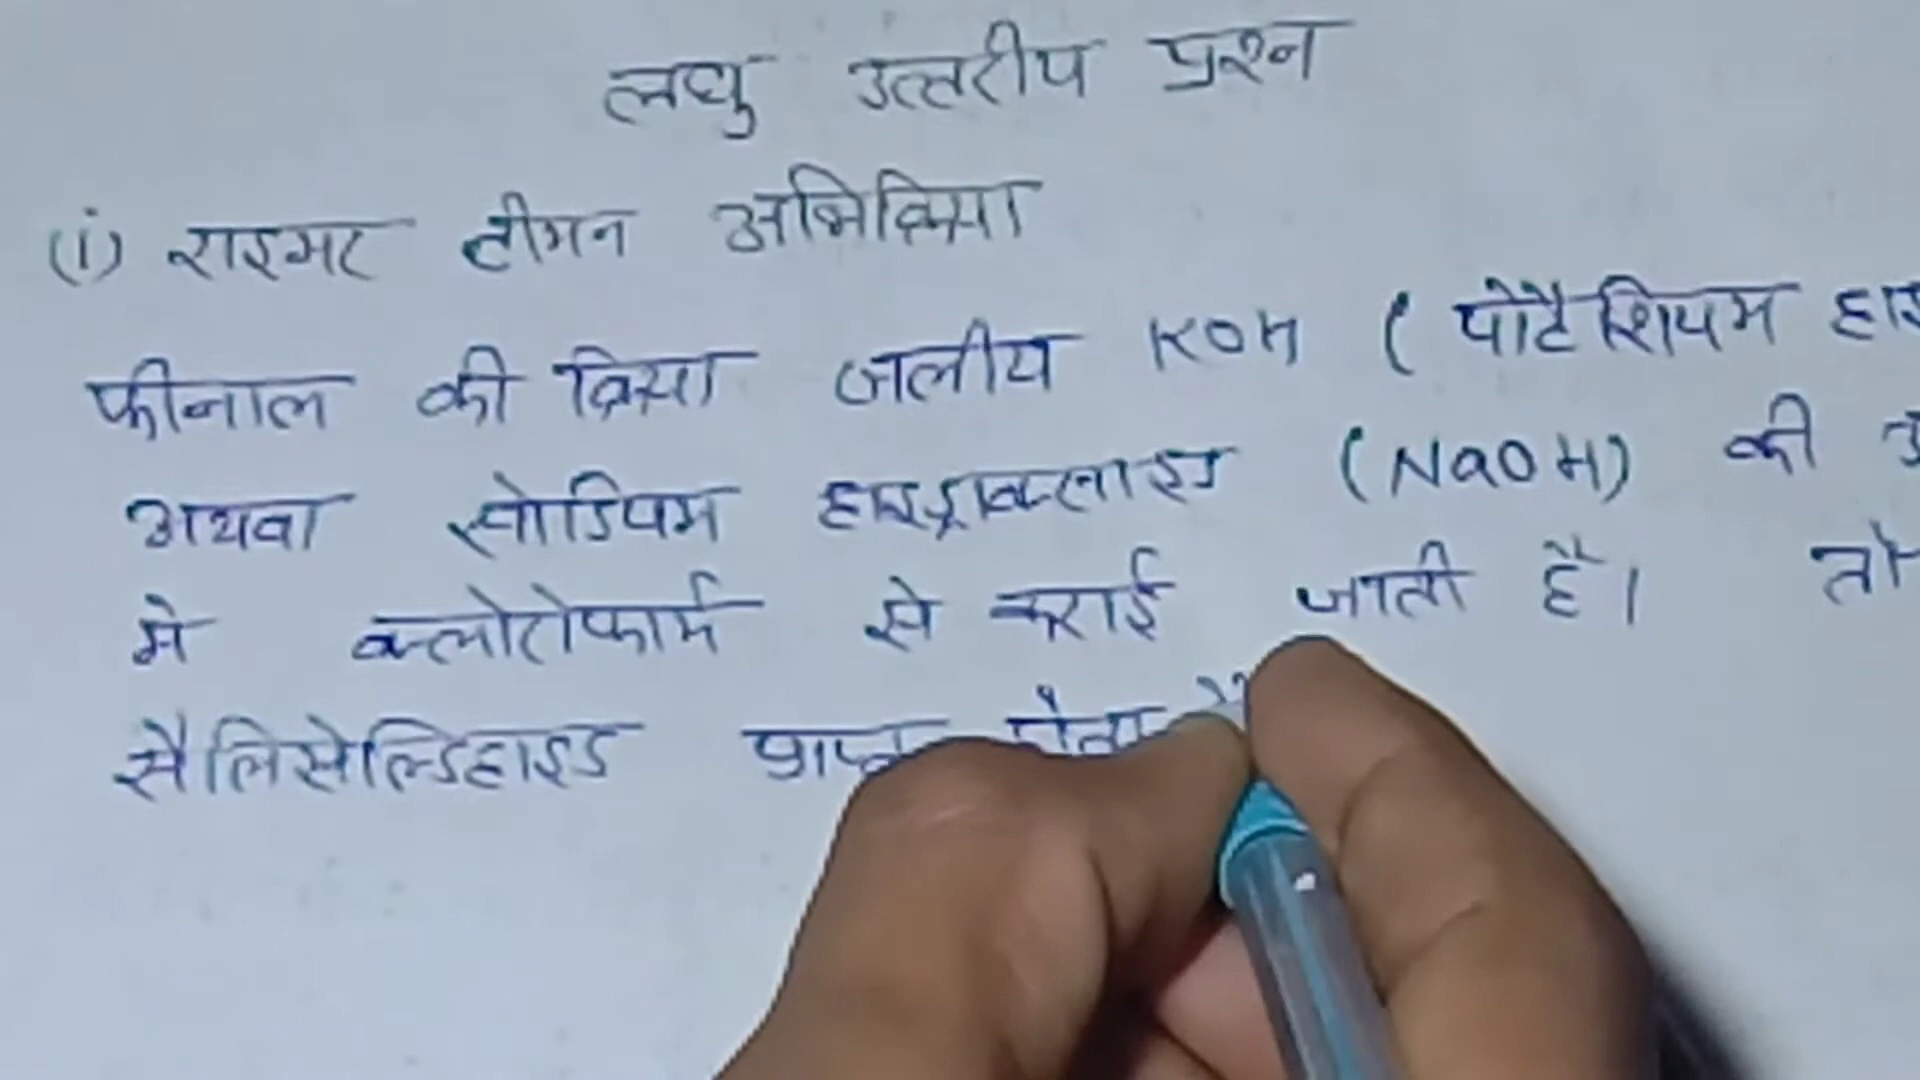 लघु उत्तरीय प्रश्न
(i) राइमर टीमन अभिक्रिया
फीनाल की क्रिया जलीय KOH ( पोटैशियम
अथवा सोडियम हाइड्राक्साइड (NaOH) की
मे क्लोरोफार्म से कराई जाती है। तो
सैलिसेल्डिहाइड प्राप्त होता